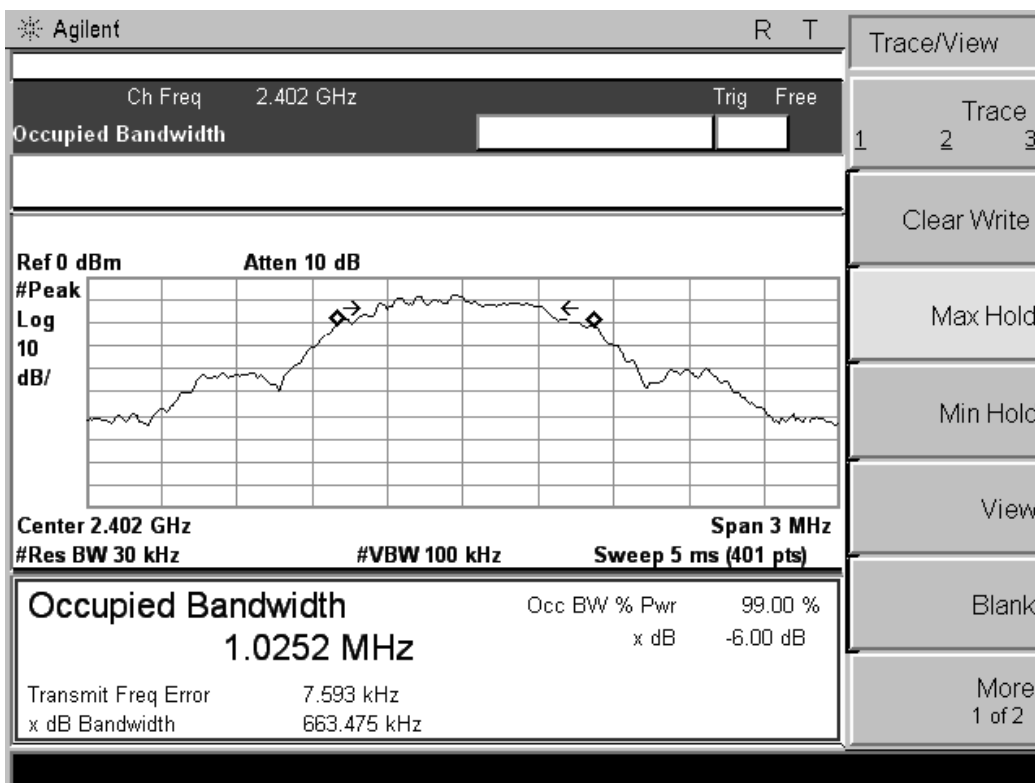 Agilent R T
Ch Freq 2.402 GHz Trig Free
Occupied Bandwidth
Ref 0 dBm Atten 10 dB
#Peak
Log
10
dB/
Center 2.402 GHz Span 3 MHz
#Res BW 30 kHz #VBW 100 kHz Sweep 5 ms (401 pts)
Occupied Bandwidth Occ BW % Pwr 99.00 %
1.0252 MHz x dB -6.00 dB
Transmit Freq Error 7.593 kHz
x dB Bandwidth 663.475 kHz
Trace/View
Trace
1 2 3
Clear Write
Max Hold
Min Hold
View
Blank
More
1 of 2